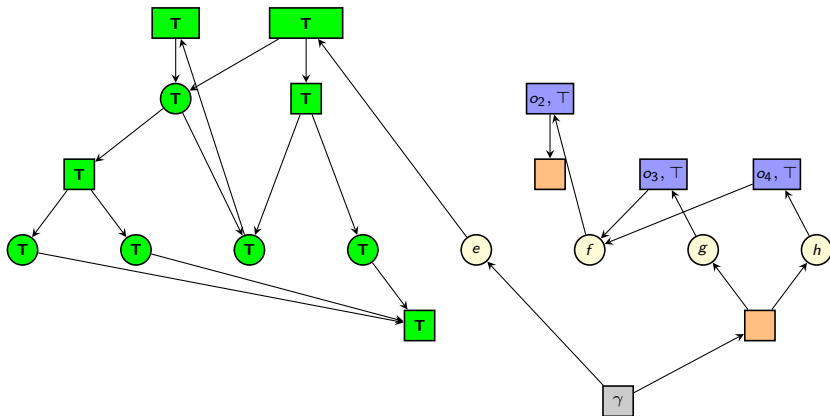 T T
T T o₂, ⊤
T o₃, ⊤ o₄, ⊤
T T T T e f g h
T
γ